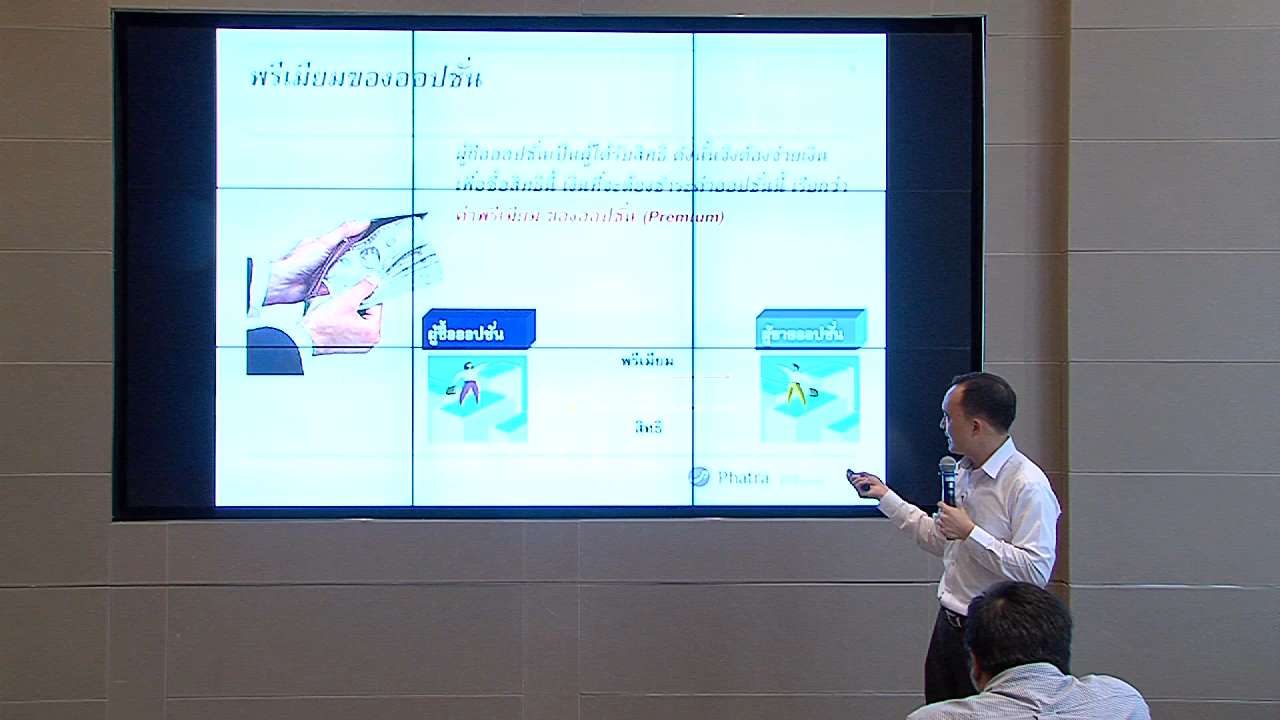 พรีเมียมของออปชั่น
ผู้ถือออปชั่นเป็นผู้ได้รับสิทธิ ดังนั้นจึงต้องจ่ายเงิน
เพื่อซื้อสิทธินี้ เงินที่จะต้องชำระค่าออปชั่นนี้ เรียกว่า
ค่าพรีเมียม ของออปชั่น (Premium)
ผู้ซื้อออปชั่น
ผู้ขายออปชั่น
พรีเมียม
สิทธิ
Phatra